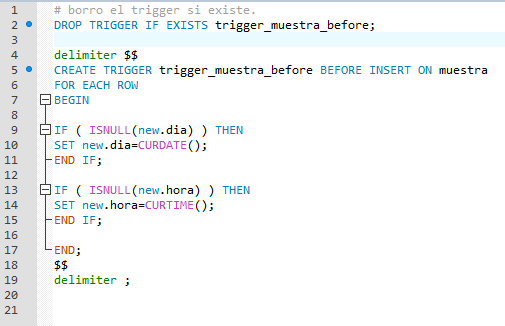 1 # borro el trigger si existe.
2 DROP TRIGGER IF EXISTS trigger_muestra_before;
3
4 delimiter $$
5 CREATE TRIGGER trigger_muestra_before BEFORE INSERT ON muestra
6 FOR EACH ROW
7 BEGIN
8
9 IF ( ISNULL(new.dia) ) THEN
10 SET new.dia=CURDATE();
11 END IF;
12
13 IF ( ISNULL(new.hora) ) THEN
14 SET new.hora=CURTIME();
15 END IF;
16
17 END;
18 $$
19 delimiter ;
20
21